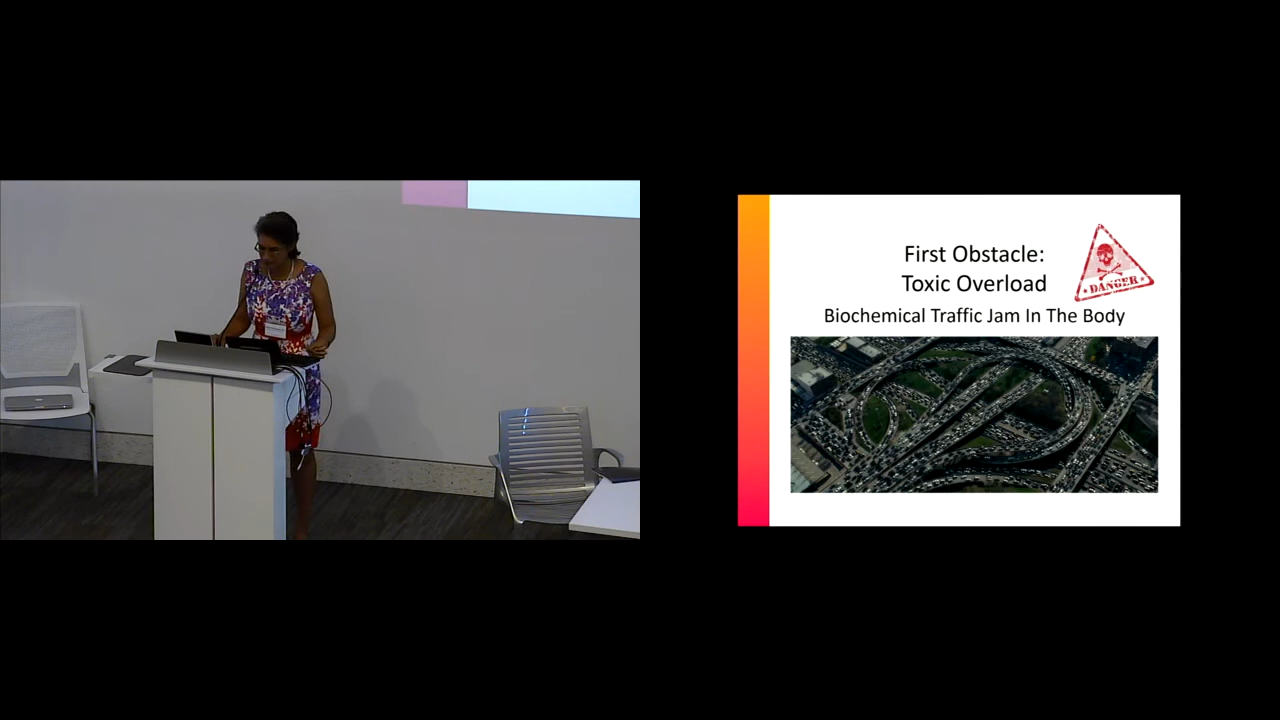 First Obstacle:
Toxic Overload
DANGER
Biochemical Traffic Jam In The Body